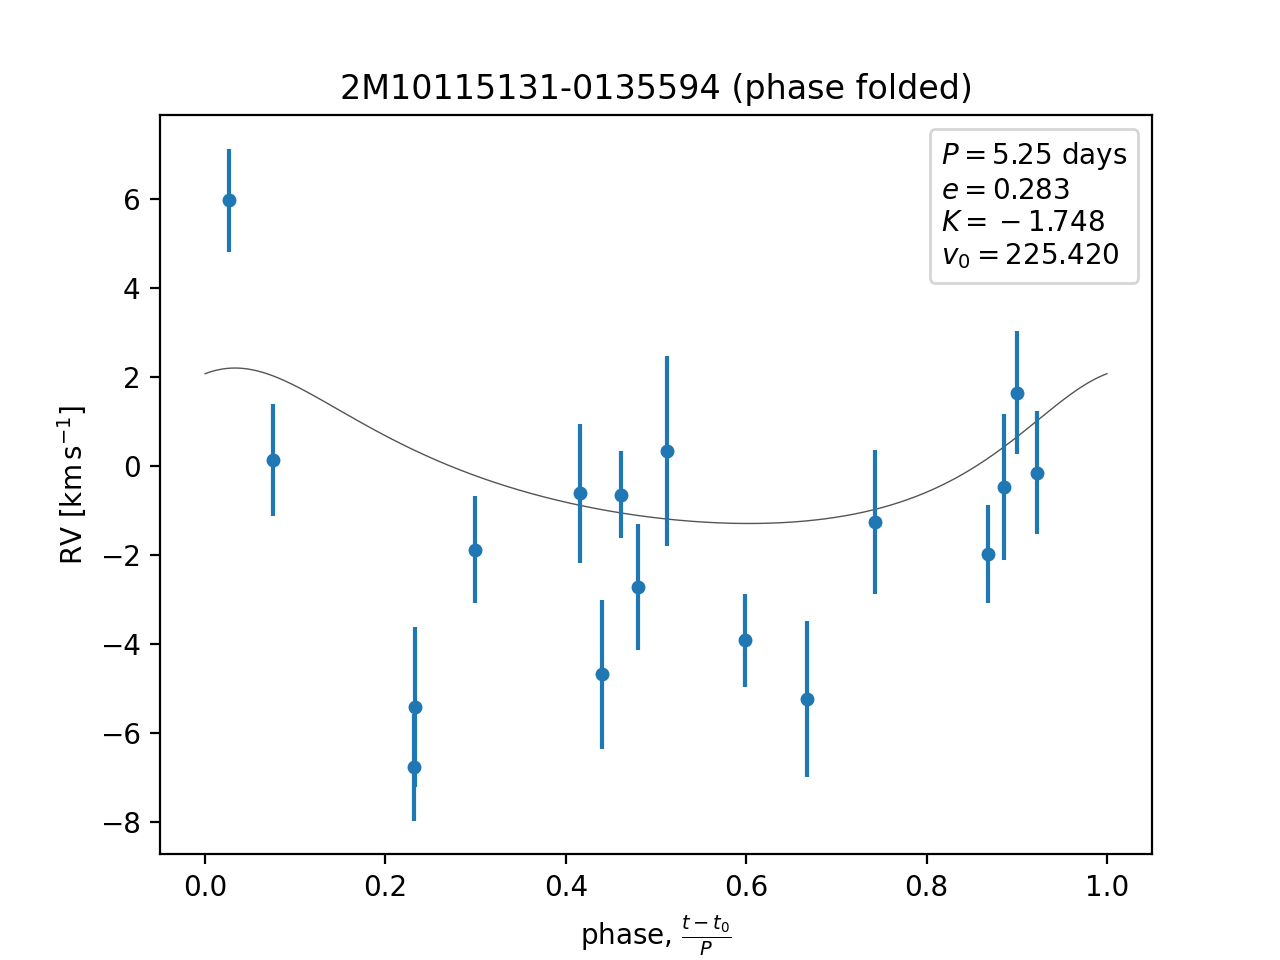 2M10115131-0135594 (phase folded)
P = 5.25 days
e = 0.283
K = −1.748
v₀ = 225.420
RV [km s⁻¹]
6
4
2
0
−2
−4
−6
−8
0.0 0.2 0.4 0.6 0.8 1.0
phase, (t − t₀)/P